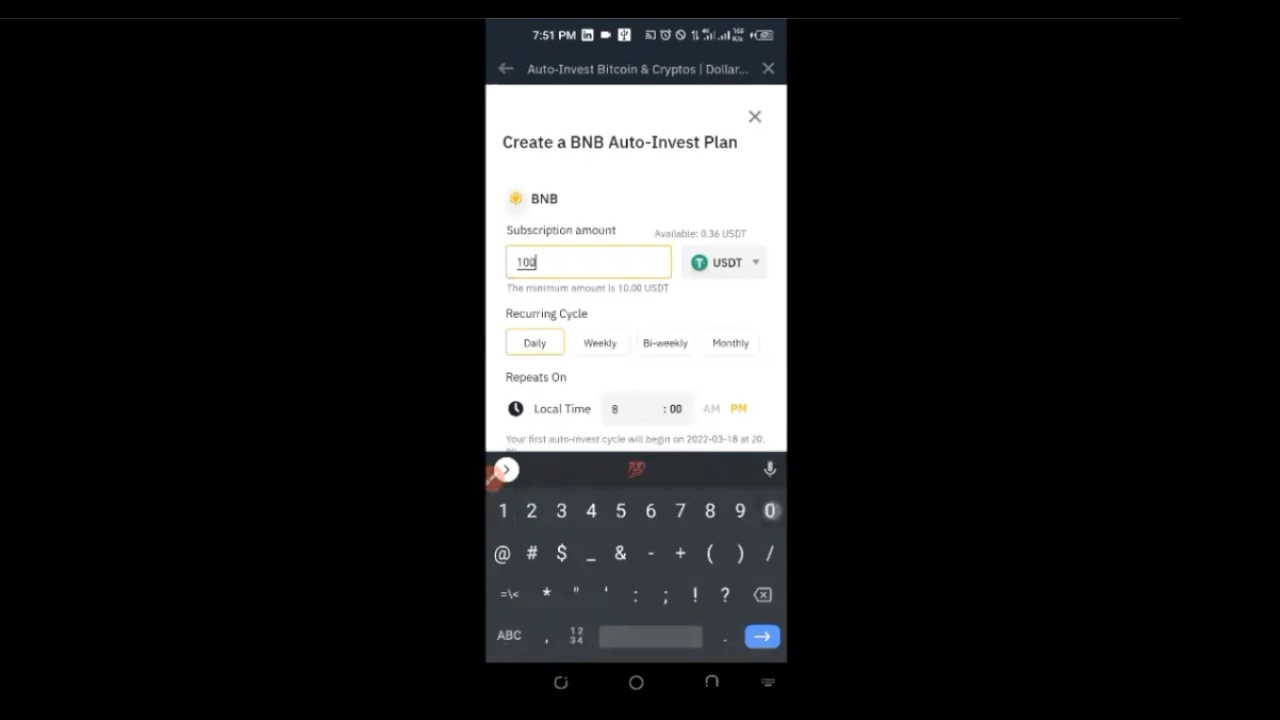 7:51 PM
Auto-Invest Bitcoin & Cryptos | Dollar...
Create a BNB Auto-Invest Plan
BNB
Subscription amount
Available: 0.36 USDT
100
USDT
The minimum amount is 10.00 USDT
Recurring Cycle
Daily Weekly Bi-weekly Monthly
Repeats On
Local Time 8 : 00 AM PM
Your first auto-invest cycle will begin on 2022-03-18 at 20:
💯
1 2 3 4 5 6 7 8 9 0
@ # $ _ & - + ( ) /
=\< * " ' : ; ! ?
ABC , 12 34 .